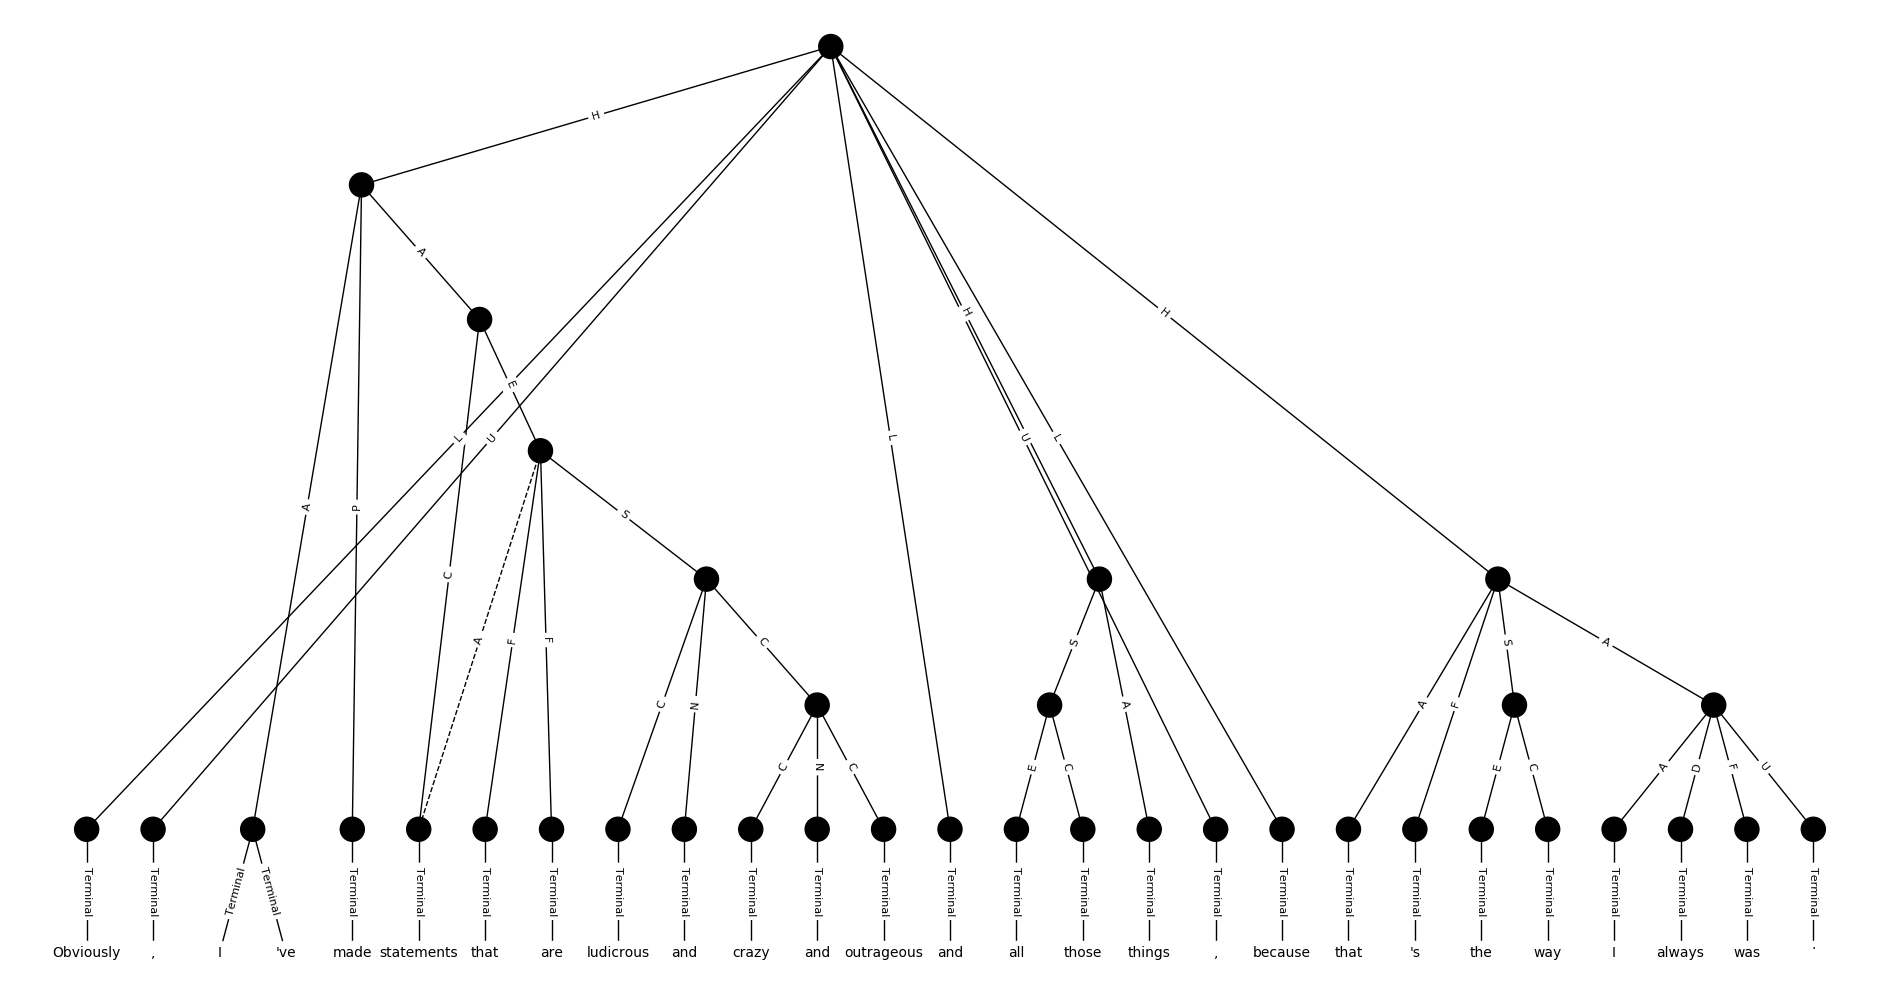 H
A
E
L
U
L
H
U
L
H
A
P
S
C
A
F
F
C
N
C
S
A
A
F
S
A
C
N
C
E
C
E
C
A
D
F
U
Terminal Terminal Terminal Terminal Terminal Terminal Terminal Terminal Terminal Terminal Terminal Terminal Terminal Terminal Terminal Terminal Terminal Terminal Terminal Terminal Terminal Terminal Terminal Terminal Terminal Terminal Terminal
Obviously , I 've made statements that are ludicrous and crazy and outrageous and all those things , because that 's the way I always was .